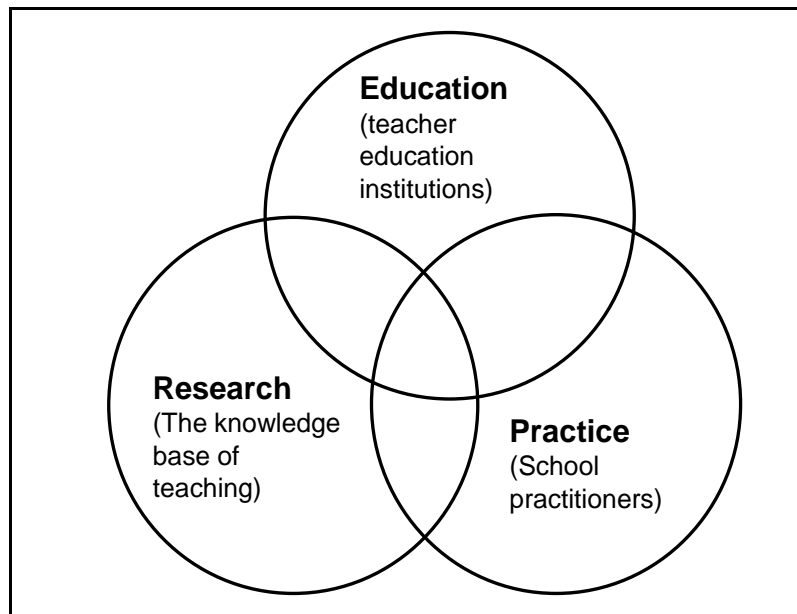 Education
(teacher
education
institutions)
Research
(The knowledge
base of
teaching)
Practice
(School
practitioners)